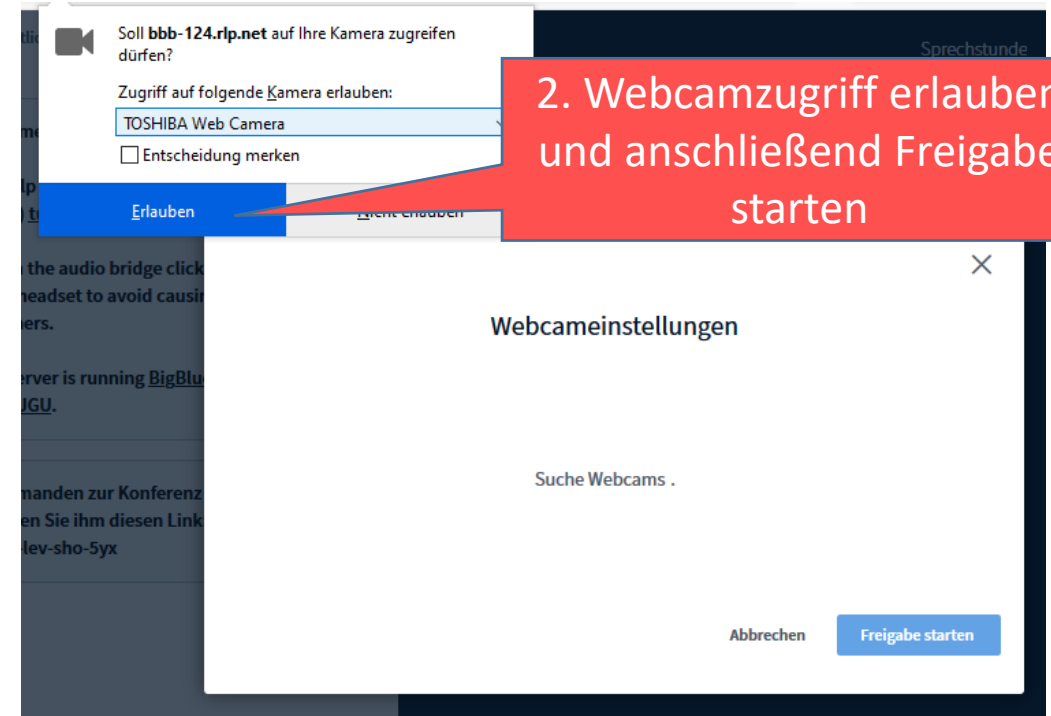 Soll bbb-124.rlp.net auf Ihre Kamera zugreifen
dürfen?
Zugriff auf folgende Kamera erlauben:
TOSHIBA Web Camera
Entscheidung merken
Erlauben
Nicht erlauben
Sprechstunde
2. Webcamzugriff erlauben
und anschließend Freigabe
starten
the audio bridge click
headset to avoid causin
ers.
erver is running BigBlu
JGU.
manden zur Konferenz
en Sie ihm diesen Link
lev-sho-5yx
Webcameinstellungen
Suche Webcams .
Abbrechen
Freigabe starten